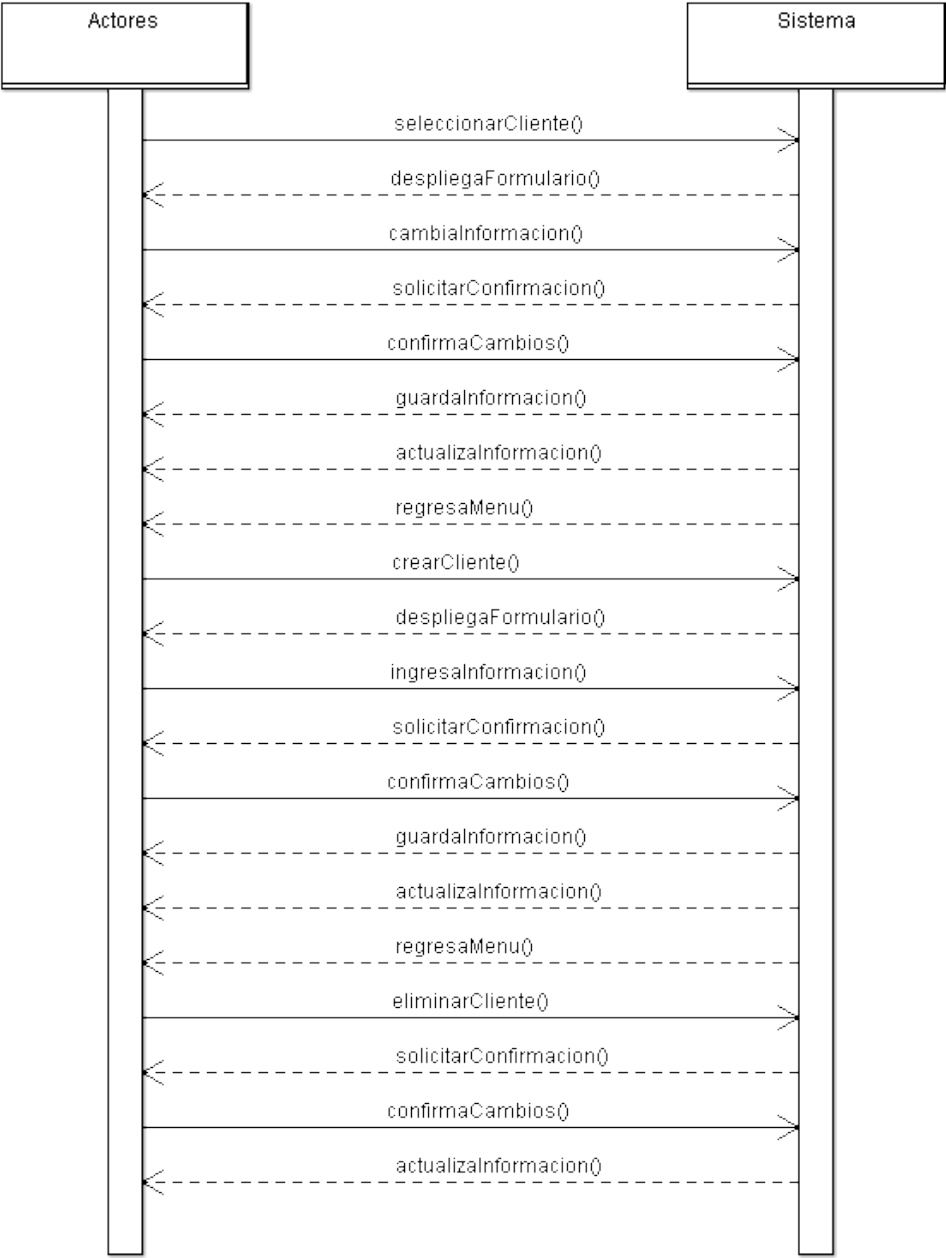 Actores
Sistema
seleccionarCliente()
despliegaFormulario()
cambiaInformacion()
solicitarConfirmacion()
confirmaCambios()
guardaInformacion()
actualizaInformacion()
regresaMenu()
crearCliente()
despliegaFormulario()
ingresaInformacion()
solicitarConfirmacion()
confirmaCambios()
guardaInformacion()
actualizaInformacion()
regresaMenu()
eliminarCliente()
solicitarConfirmacion()
confirmaCambios()
actualizaInformacion()